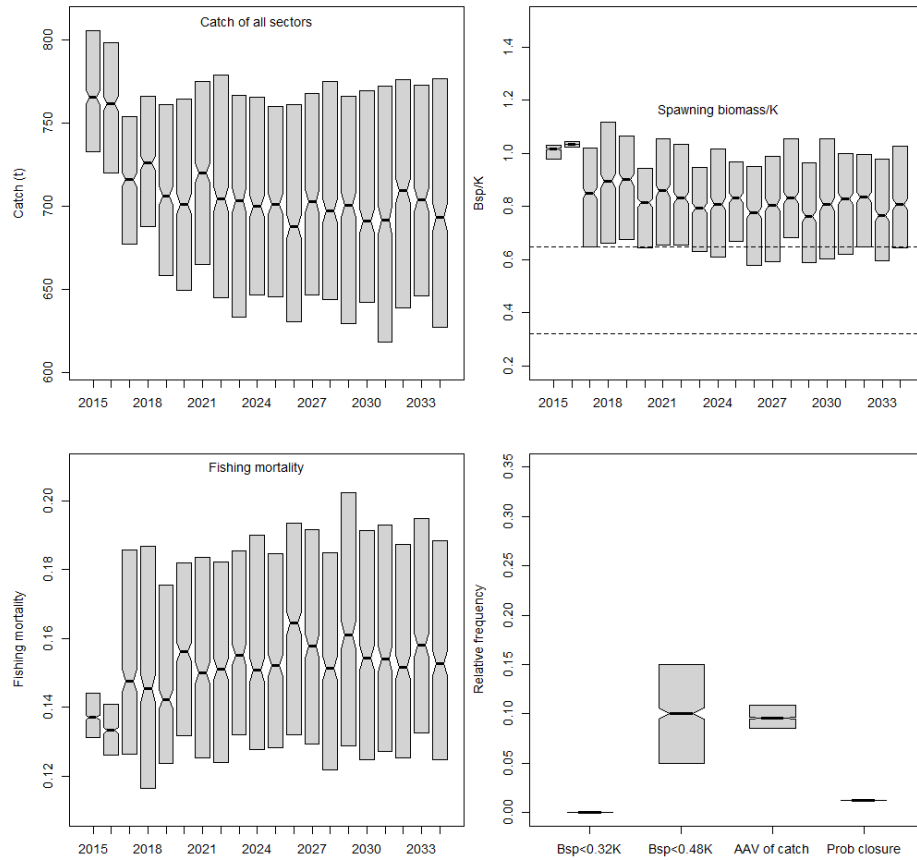 Catch of all sectors
Catch (t)
800
750
700
650
600
2015 2018 2021 2024 2027 2030 2033
Spawning biomass/K
Bsp/K
1.4
1.2
1.0
0.8
0.6
0.4
0.2
2015 2018 2021 2024 2027 2030 2033
Fishing mortality
Fishing mortality
0.20
0.18
0.16
0.14
0.12
2015 2018 2021 2024 2027 2030 2033
Relative frequency
0.35
0.30
0.25
0.20
0.15
0.10
0.05
0.00
Bsp<0.32K Bsp<0.48K AAV of catch Prob closure